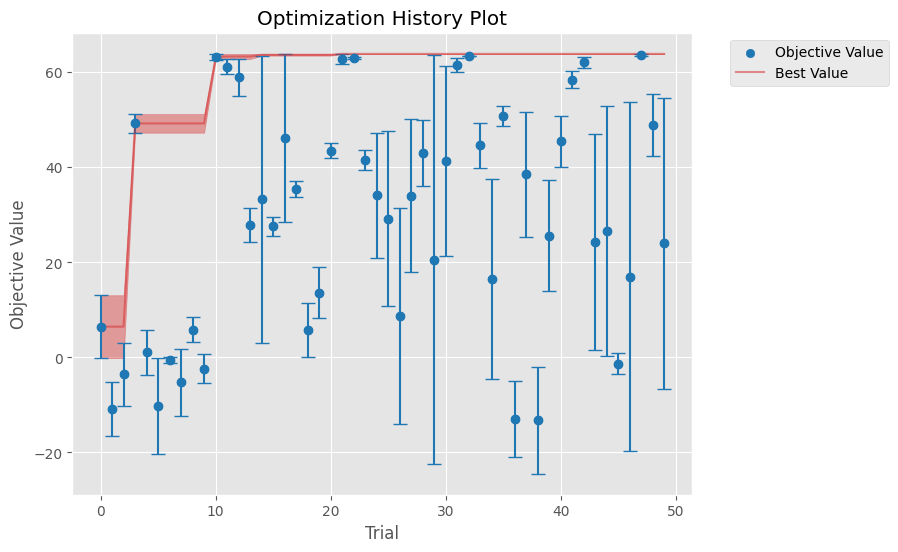 Optimization History Plot
Objective Value
Best Value
60
40
20
0
−20
Objective Value
0 10 20 30 40 50
Trial